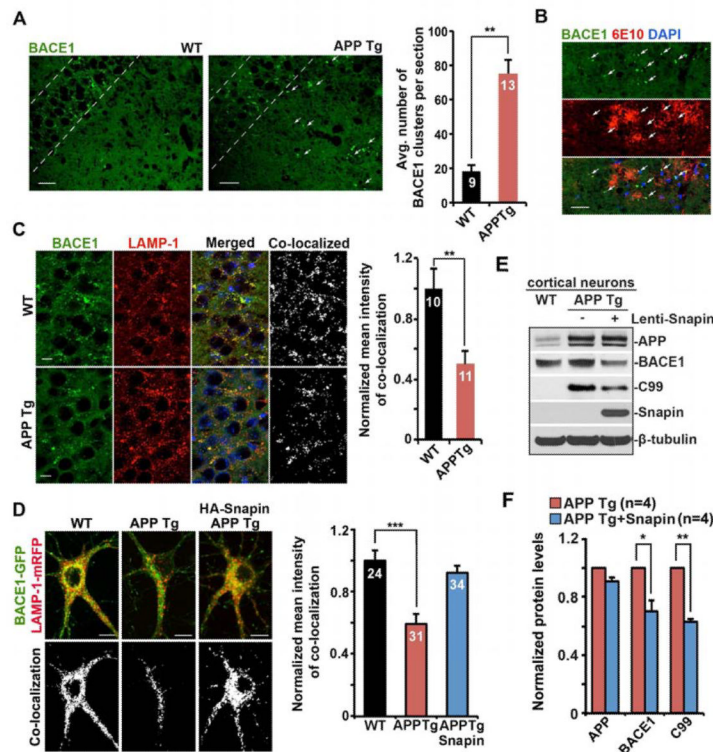 A
BACE1 WT APP Tg
Avg. number of
BACE1 clusters per section
100
80
60
40
20
0
**
9
13
WT
APPTg
B
BACE1 6E10 DAPI
C
BACE1 LAMP-1 Merged Co-localized
WT
APP Tg
Normalized mean intensity
of co-localization
1.2
0.8
0.4
0
**
10
11
WT
APPTg
E
cortical neurons
WT APP Tg
- + Lenti-Snapin
-APP
-BACE1
-C99
-Snapin
-β-tubulin
D
WT APP Tg HA-Snapin
APP Tg
BACE1-GFP
LAMP-1-mRFP
Co-localization
Normalized mean intensity
of co-localization
1.2
0.8
0.4
0
***
24
31
34
WT
APPTg
APPTg
Snapin
F
APP Tg (n=4)
APP Tg+Snapin (n=4)
Normalized protein levels
1.2
0.8
0.4
0
*
**
APP
BACE1
C99